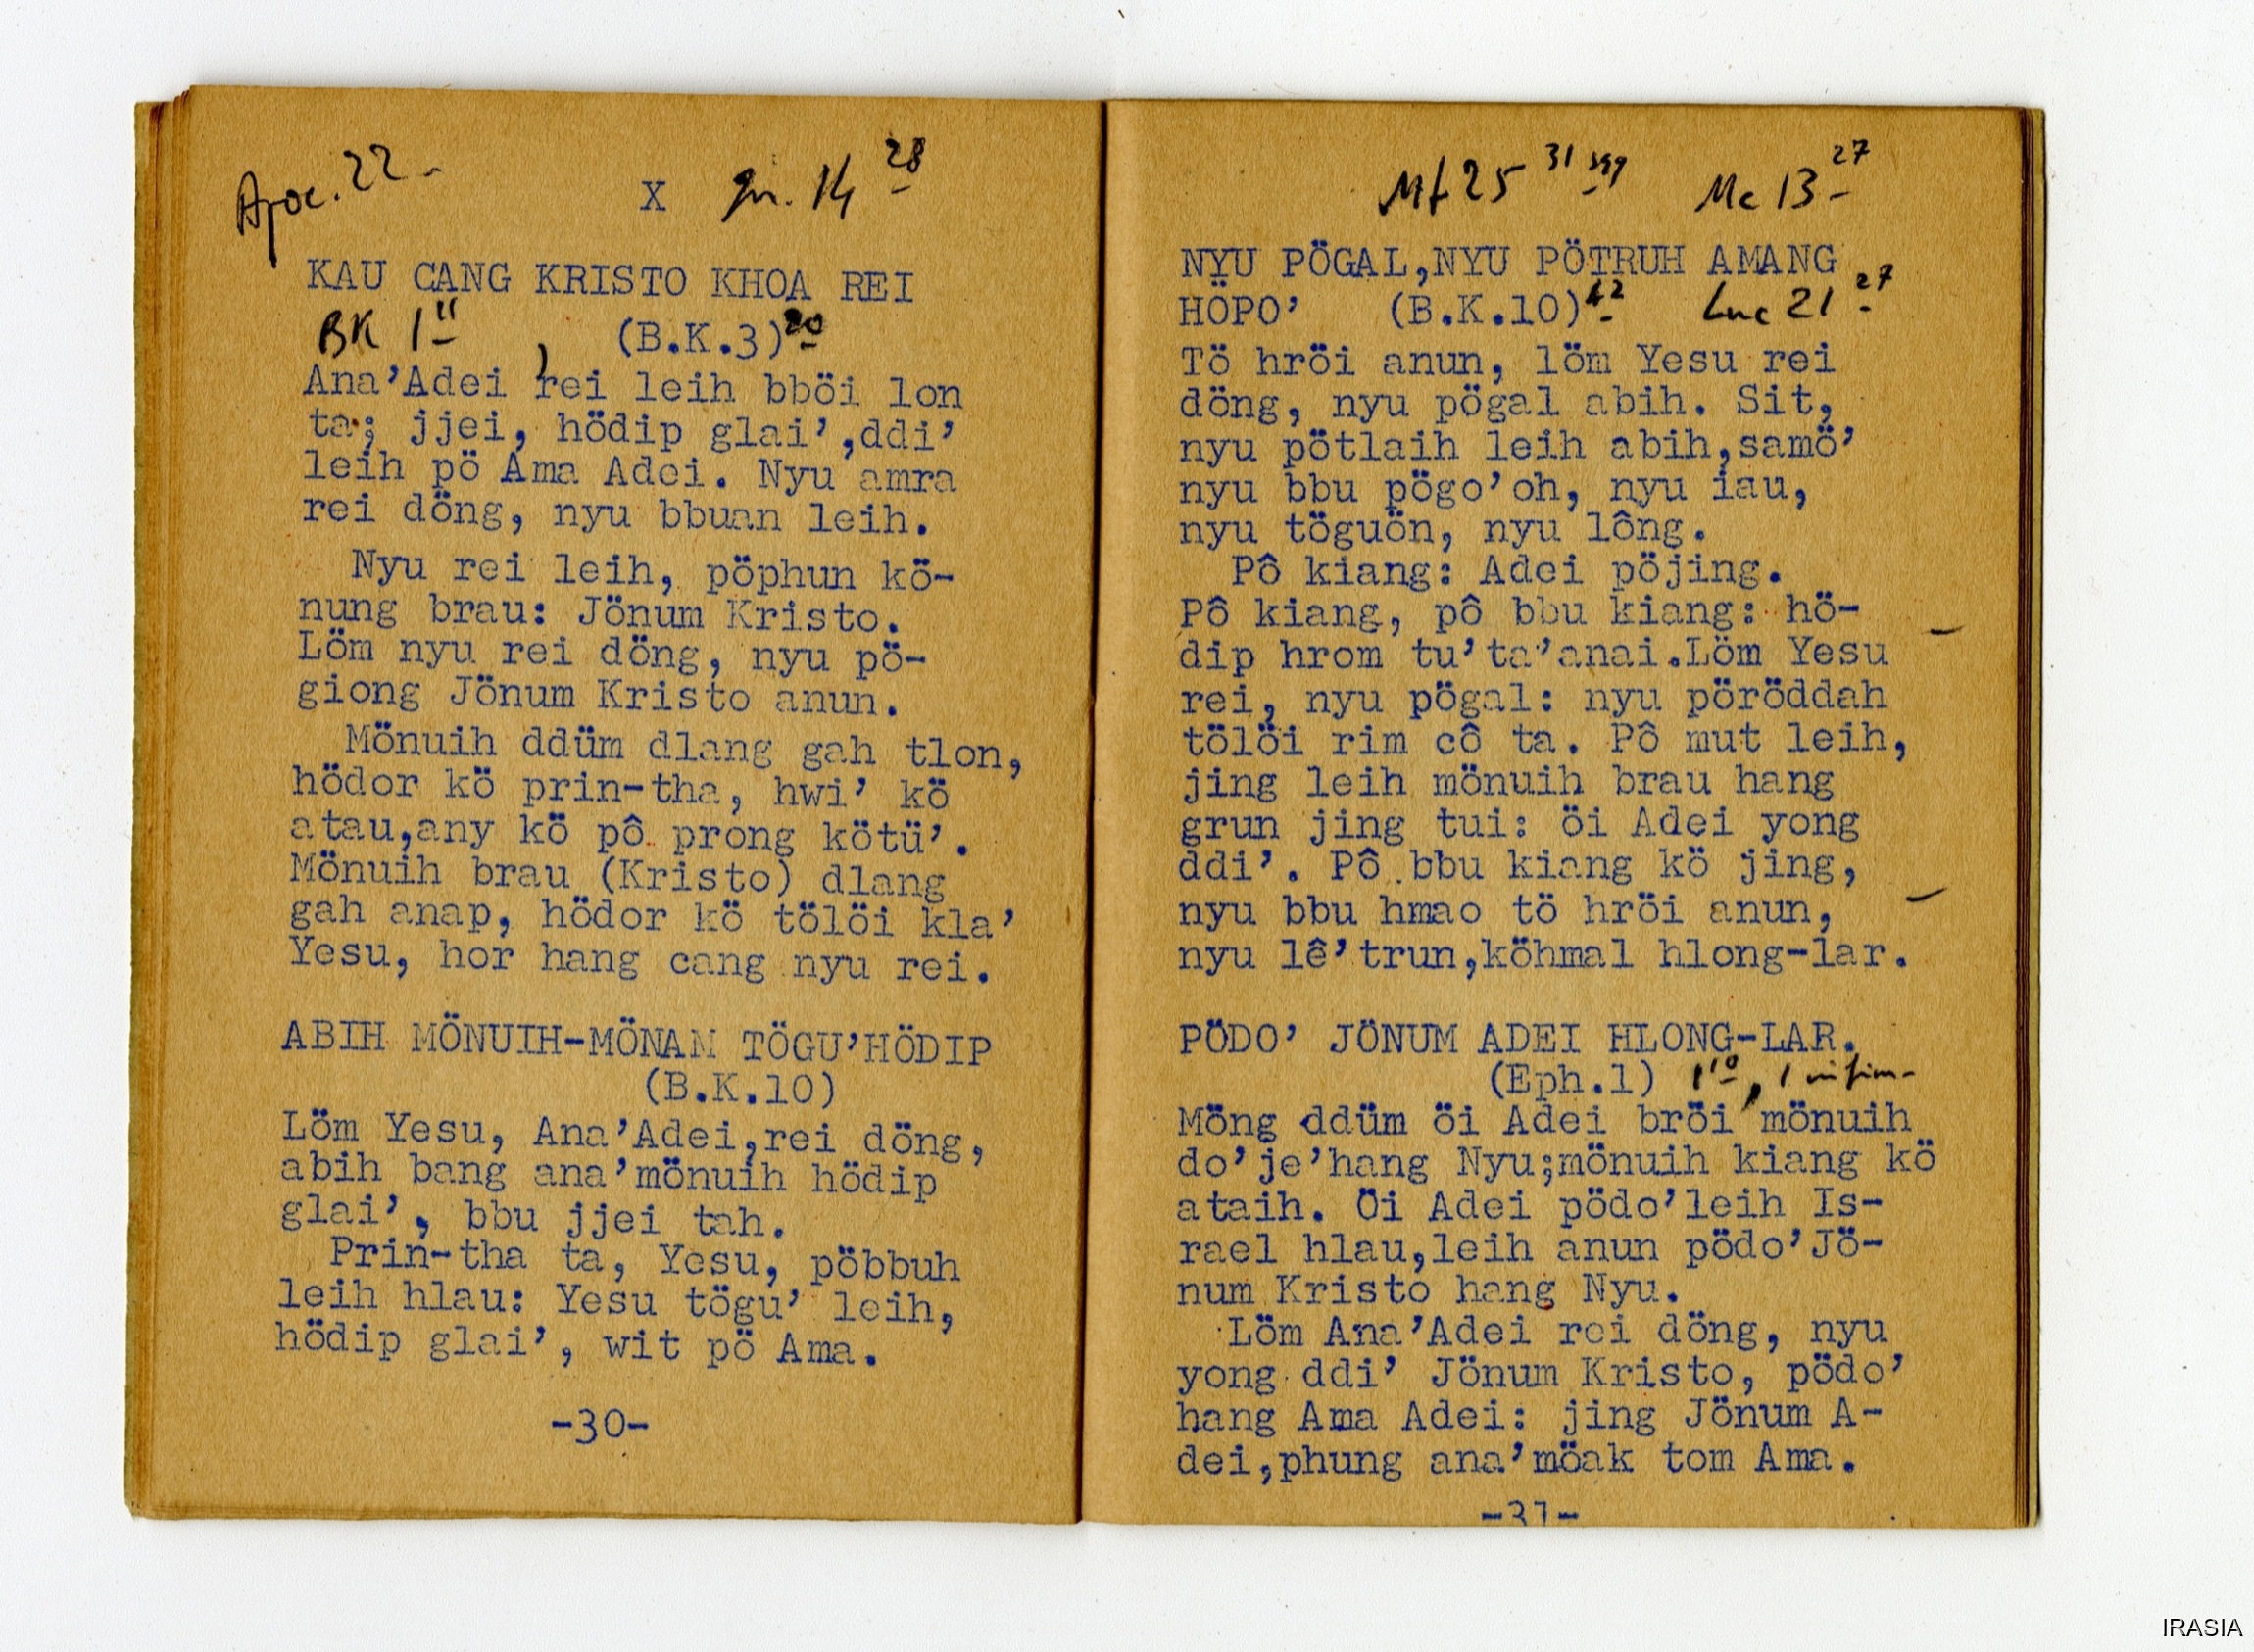 Apoc. 22-
X Jn. 14 28
KAU CANG KRISTO KHOA REI
BK 1 11 (B.K.3) 20
Ana’Adei, rei leih bböi lon
ta; jjei, hödip glai’,ddi’
leih pö Ama Adei. Nyu amra
rei döng, nyu bbuan leih.
Nyu rei leih, pöphun kö-
nung brau: Jönum Kristo.
Löm nyu rei döng, nyu pö-
giong Jönum Kristo anun.
Mönuih ddüm dlang gah tlon,
hödor kö prin-tha, hwi’ kö
atau,any kö pô prong kötü’.
Mönuih brau (Kristo) dlang
gah anap, hödor kö tölöi kla’
Yesu, hor hang cang nyu rei.
ABIH MÖNUIH-MÖNAM TÖGU’HÖDIP
(B.K.10)
Löm Yesu, Ana’Adei,rei döng,
abih bang ana’mönuih hödip
glai’, bbu jjei tah.
Prin-tha ta, Yesu, pöbbuh
leih hlau: Yesu tögu’ leih,
hödip glai’, wit pö Ama.
-30-
Mt 25 31 sqq Mc 13 27
NYU PÖGAL,NYU PÖTRUH AMANG
HÖPO’ (B.K.10) 42 Luc 21 27
Tö hröi anun, löm Yesu rei
döng, nyu pögal abih. Sit,
nyu pötlaih leih abih,samö’
nyu bbu pögo’oh, nyu iau,
nyu töguön, nyu lông.
Pô kiang: Adei pöjing.
Pô kiang, pô bbu kiang: hö-
dip hrom tu’ta’anai.Löm Yesu
rei, nyu pögal: nyu pöröddah
tölöi rim cô ta. Pô mut leih,
jing leih mönuih brau hang
grun jing tui: öi Adei yong
ddi’. Pô bbu kiang kö jing,
nyu bbu hmao tö hröi anun,
nyu lê’trun,köhmal hlong-lar.
PÖDO’ JÖNUM ADEI HLONG-LAR.
(Eph.1) 1 10
Möng ddüm öi Adei bröi mönuih
do’je’hang Nyu;mönuih kiang kö
ataih. Öi Adei pödo’leih Is-
rael hlau,leih anun pödo’Jö-
num Kristo hang Nyu.
Löm Ana’Adei rei döng, nyu
yong ddi’ Jönum Kristo, pödo’
hang Ama Adei: jing Jönum A-
dei,phung ana’möak tom Ama.
-31-
IRASIA